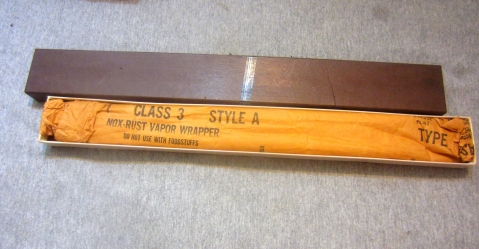 CLASS 3 STYLE A
NOX-RUST VAPOR WRAPPER
DO NOT USE WITH FOODSTUFFS
TYPE